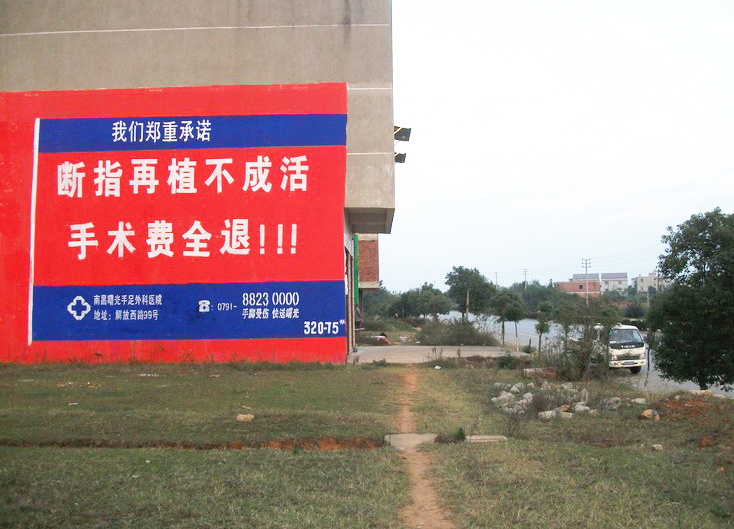 我们郑重承诺
断指再植不成活
手术费全退!!!
南昌曙光手足外科医院
地址：解放西路99号
☎: 0791-8823 0000
手脚受伤 快送曙光
320-75